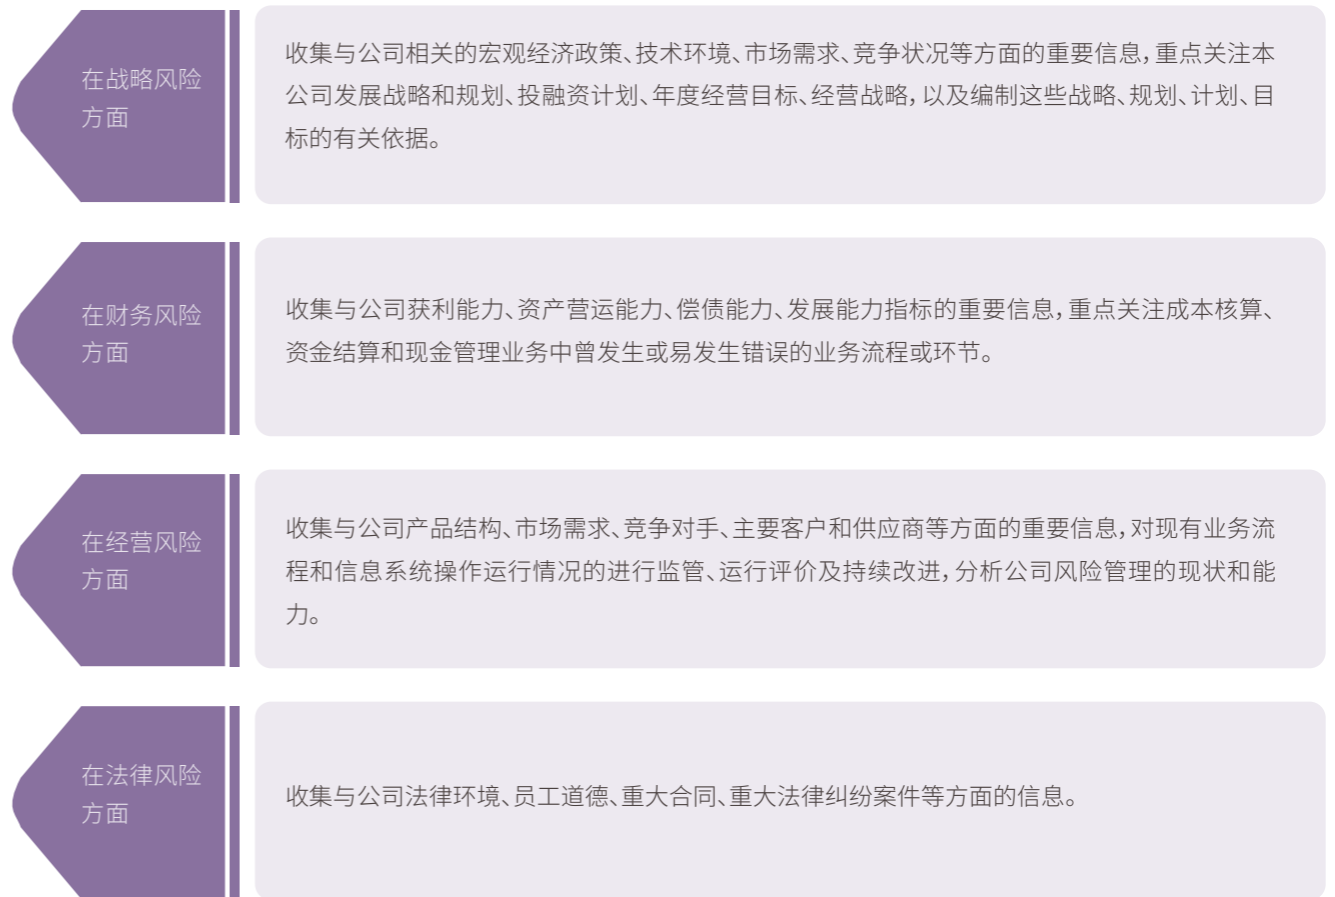 在战略风险
方面
收集与公司相关的宏观经济政策、技术环境、市场需求、竞争状况等方面的重要信息，重点关注本
公司发展战略和规划、投融资计划、年度经营目标、经营战略，以及编制这些战略、规划、计划、目
标的有关依据。
在财务风险
方面
收集与公司获利能力、资产营运能力、偿债能力、发展能力指标的重要信息，重点关注成本核算、
资金结算和现金管理业务中曾发生或易发生错误的业务流程或环节。
在经营风险
方面
收集与公司产品结构、市场需求、竞争对手、主要客户和供应商等方面的重要信息，对现有业务流
程和信息系统操作运行情况的进行监管、运行评价及持续改进，分析公司风险管理的现状和能
力。
在法律风险
方面
收集与公司法律环境、员工道德、重大合同、重大法律纠纷案件等方面的信息。